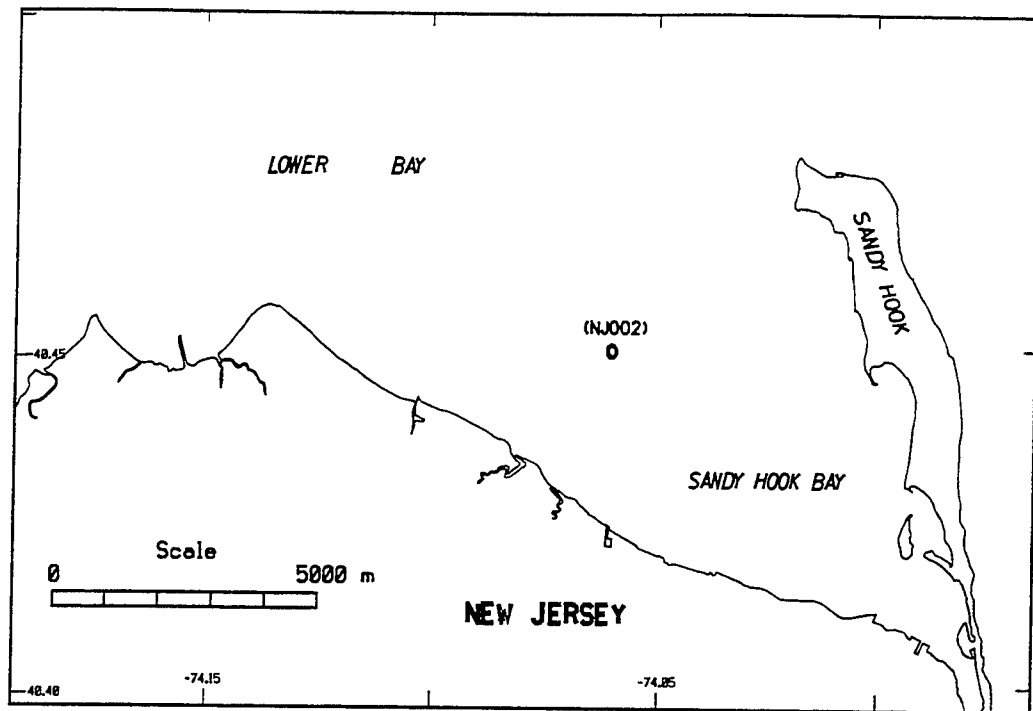 LOWER BAY
SANDY HOOK
(NJ002)
40.45
SANDY HOOK BAY
Scale
0 5000 m
NEW JERSEY
40.40
-74.15
-74.05